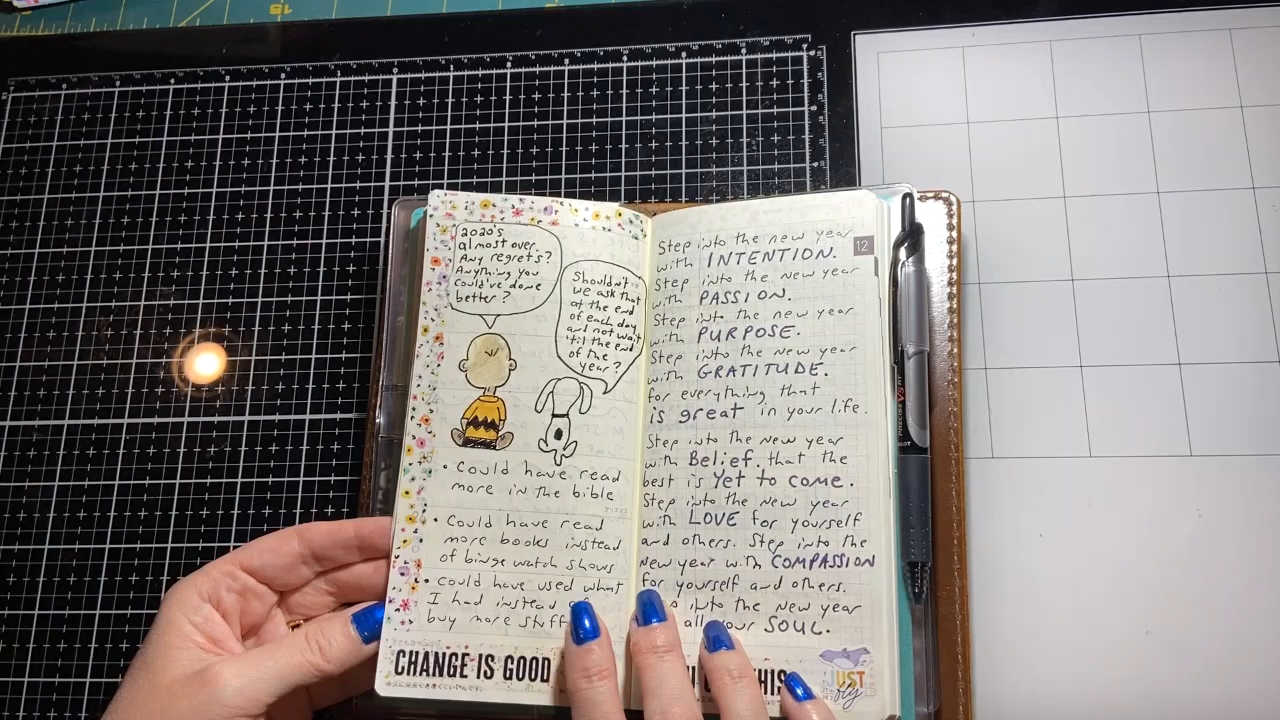 2020's
almost over.
Any regrets?
Anything you
could've done
better?
Shouldn't
we ask that
at the end
of each day
and not wait
'til the end
of the
year?
• Could have read
more in the bible
クリスマス
• Could have read
more books instead
of binge watch shows
• Could have used what
I had instead
buy more stuff
CHANGE IS GOOD
12
Step into the new year
with INTENTION.
Step into the new year
with PASSION.
Step into the new year
with PURPOSE.
Step into the new year
with GRATITUDE.
for everything that
is great in your life.
Step into the new year
with Belief that the
best is Yet to come.
Step into the new year
with LOVE for yourself
and others. Step into the
new year with COMPASSION
for yourself and others.
into the new year
all your SOUL.
THIS
JUST
fly
PRECISE V5 RT
PILOT
15